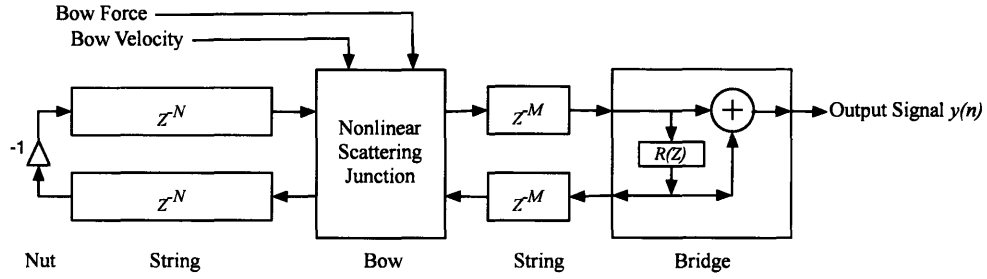 Bow Force
Bow Velocity
Z^-N
Nonlinear
Scattering
Junction
Z^-M
+
Output Signal y(n)
-1
R(Z)
Z^-N
Z^-M
Nut
String
Bow
String
Bridge